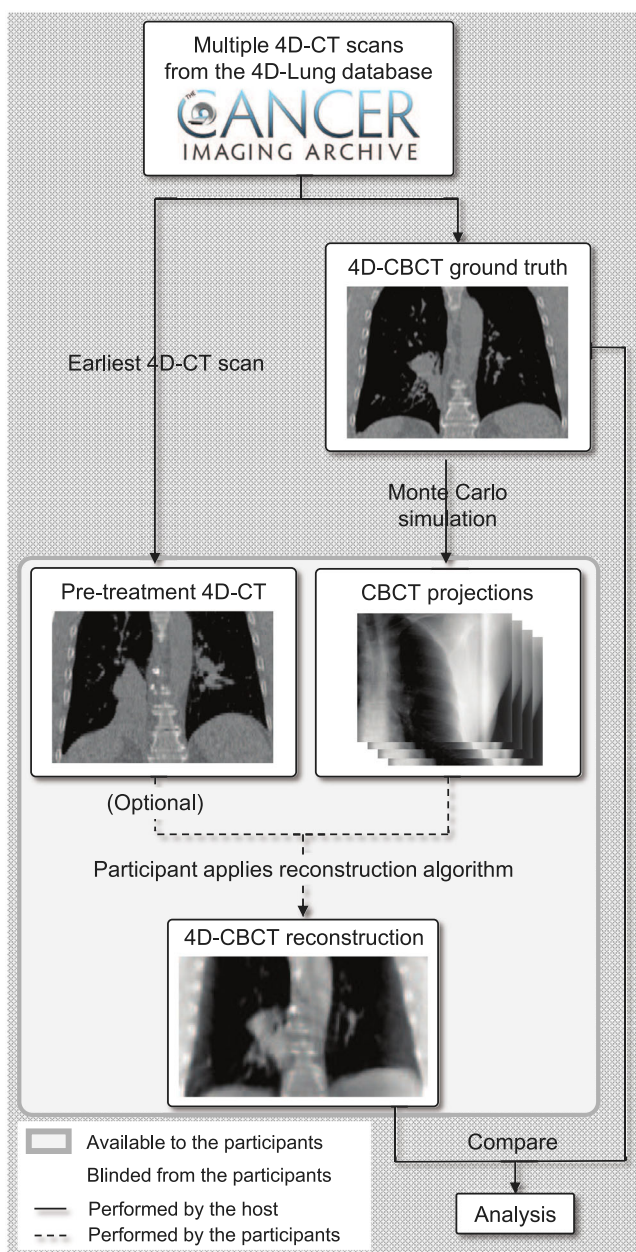 Multiple 4D-CT scans
from the 4D-Lung database
THE
CANCER
IMAGING ARCHIVE
4D-CBCT ground truth
Earliest 4D-CT scan
Monte Carlo
simulation
Pre-treatment 4D-CT
CBCT projections
(Optional)
Participant applies reconstruction algorithm
4D-CBCT reconstruction
Available to the participants
Blinded from the participants
Performed by the host
Performed by the participants
Compare
Analysis